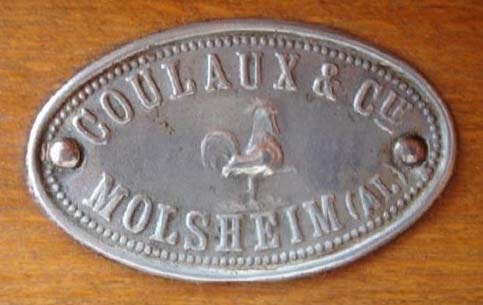 COULAUX & CIE
MOLSHEIM (AL.)